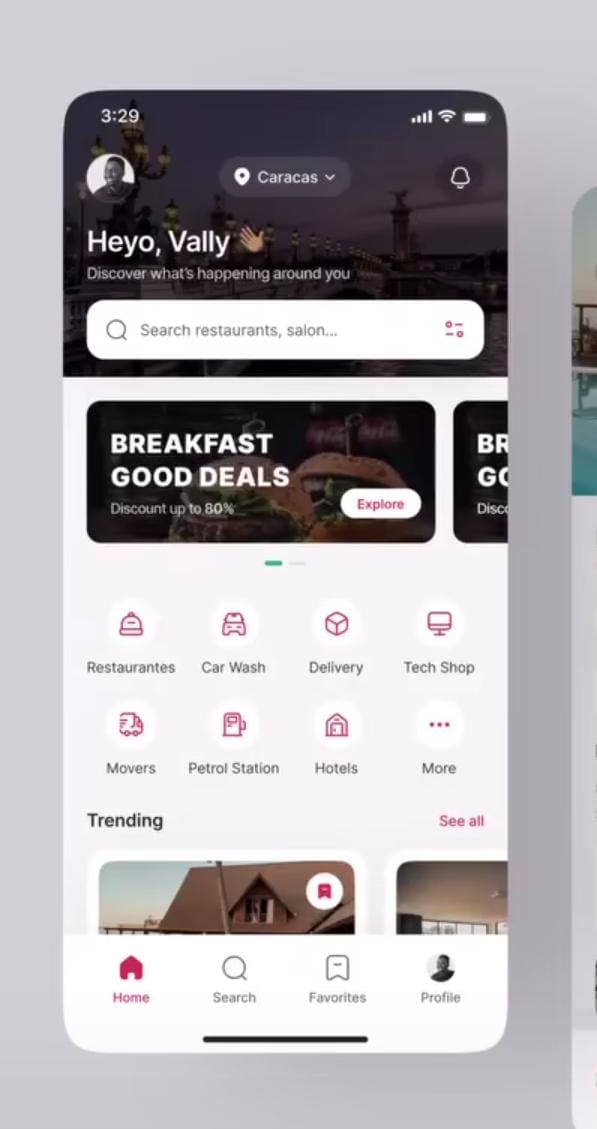 3:29
Caracas
Heyo, Vally 👋
Discover what's happening around you
Search restaurants, salon...
BREAKFAST
GOOD DEALS
Discount up to 80%
Explore
BR
GO
Disco
Restaurantes
Car Wash
Delivery
Tech Shop
Movers
Petrol Station
Hotels
More
Trending
See all
Home
Search
Favorites
Profile